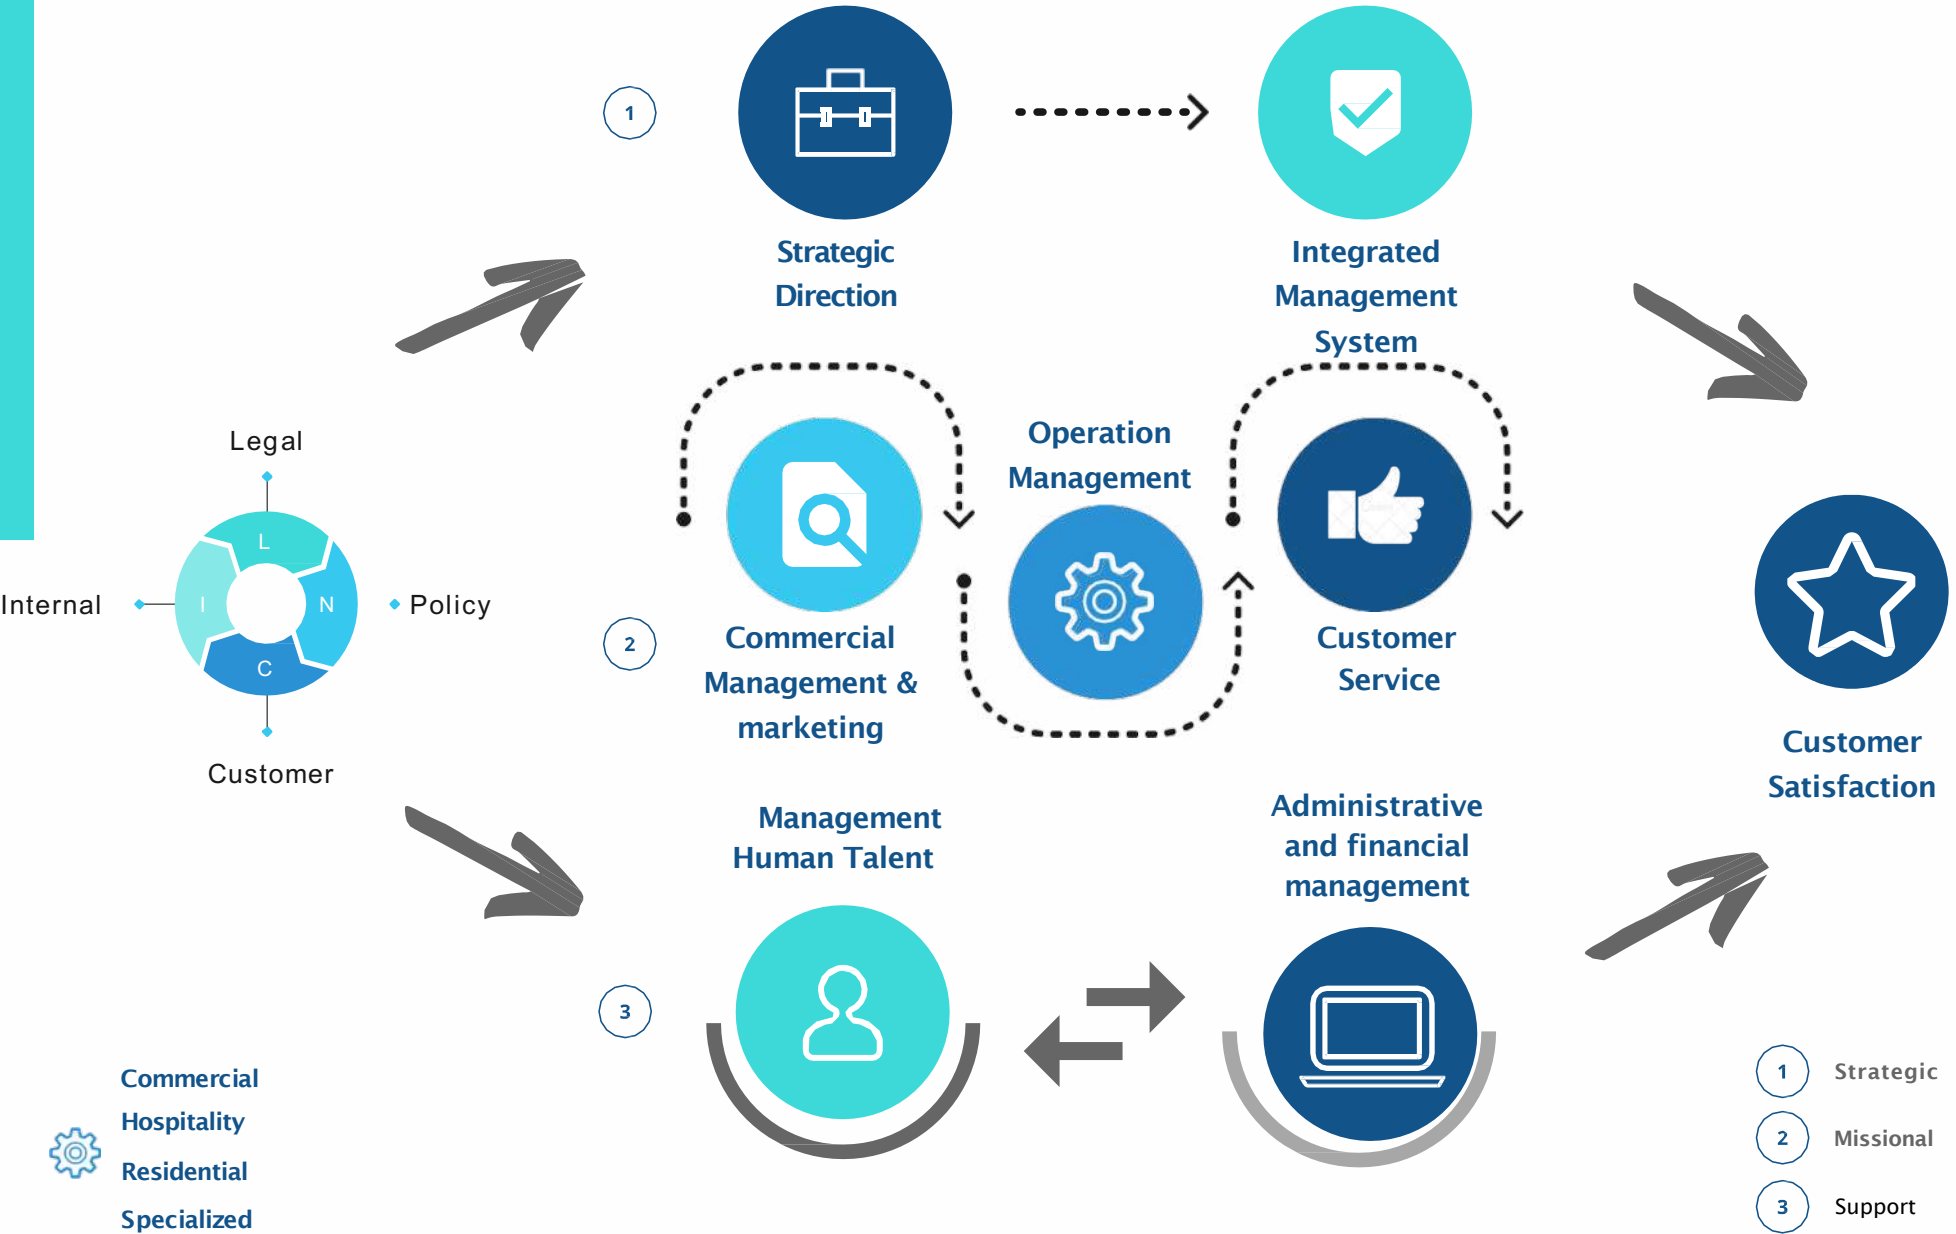 1
Strategic
Direction
Integrated
Management
System
Legal
L
Internal
I
N
Policy
C
Customer
2
Commercial
Management &
marketing
Operation
Management
Customer
Service
Customer
Satisfaction
3
Management
Human Talent
Administrative
and financial
management
Commercial
Hospitality
Residential
Specialized
1
Strategic
2
Missional
3
Support